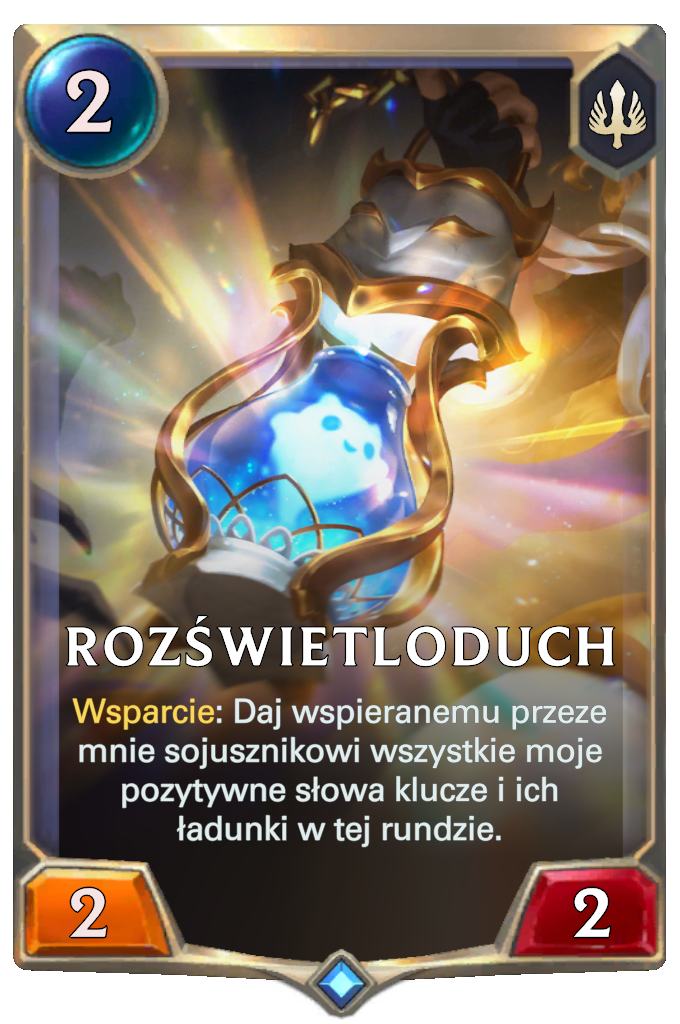 2
ROZŚWIETLODUCH
Wsparcie: Daj wspieranemu przeze
mnie sojusznikowi wszystkie moje
pozytywne słowa klucze i ich
ładunki w tej rundzie.
2
2